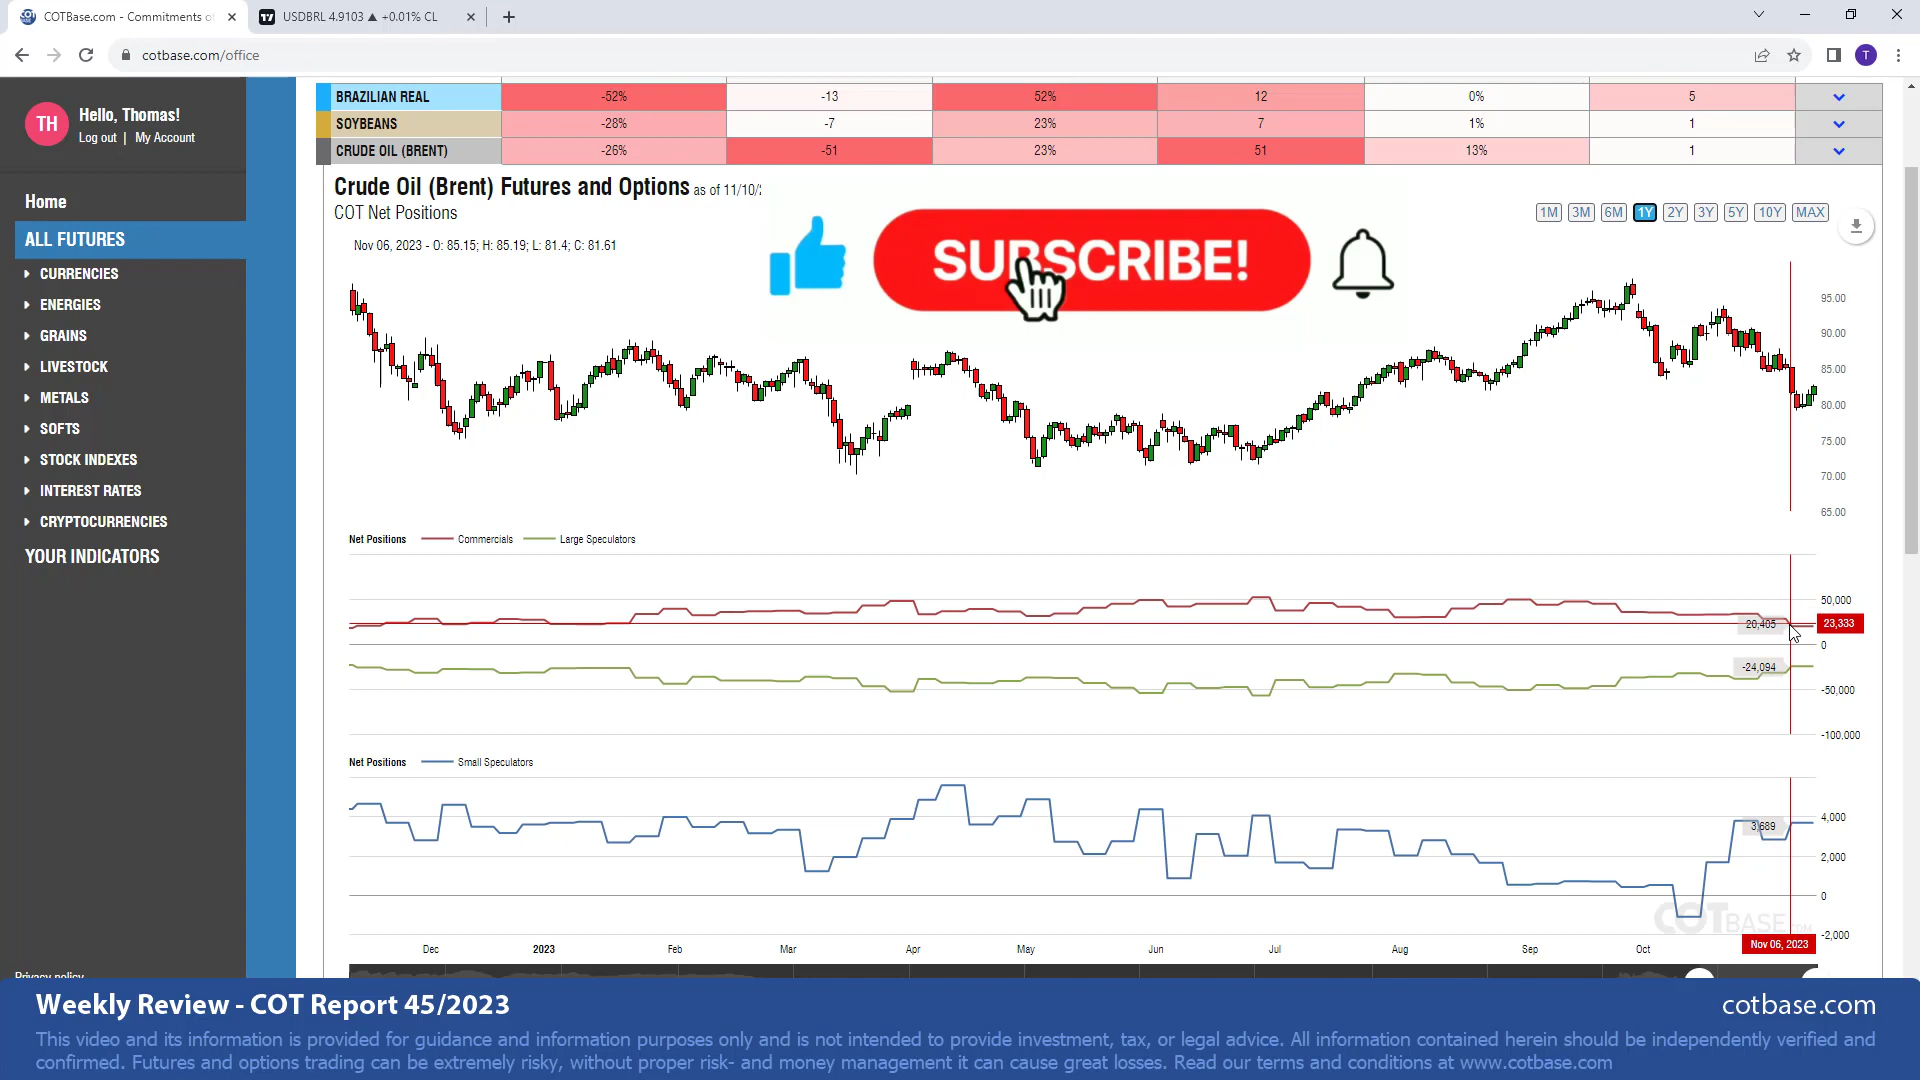 COTBase.com - Commitments of
USDBRL 4.9103 ▲ +0.01% CL
cotbase.com/office
T
TH
Hello, Thomas!
Log out | My Account
Home
ALL FUTURES
CURRENCIES
ENERGIES
GRAINS
LIVESTOCK
METALS
SOFTS
STOCK INDEXES
INTEREST RATES
CRYPTOCURRENCIES
YOUR INDICATORS
Privacy policy
BRAZILIAN REAL -52% -13 52% 12 0% 5
SOYBEANS -28% -7 23% 7 1% 1
CRUDE OIL (BRENT) -26% -51 23% 51 13% 1
Crude Oil (Brent) Futures and Options as of 11/10/
COT Net Positions
1M 3M 6M 1Y 2Y 3Y 5Y 10Y MAX
Nov 06, 2023 - O: 85.15; H: 85.19; L: 81.4; C: 81.61
SUBSCRIBE!
95.00
90.00
85.00
80.00
75.00
70.00
65.00
Net Positions Commercials Large Speculators
50,000
20,405 23,333
0
-24,094
-50,000
-100,000
Net Positions Small Speculators
4,000
3,689
2,000
0
COTBASE.COM
-2,000
Dec 2023 Feb Mar Apr May Jun Jul Aug Sep Oct Nov 06, 2023
Weekly Review - COT Report 45/2023
cotbase.com
This video and its information is provided for guidance and information purposes only and is not intended to provide investment, tax, or legal advice. All information contained herein should be independently verified and
confirmed. Futures and options trading can be extremely risky, without proper risk- and money management it can cause great losses. Read our terms and conditions at www.cotbase.com